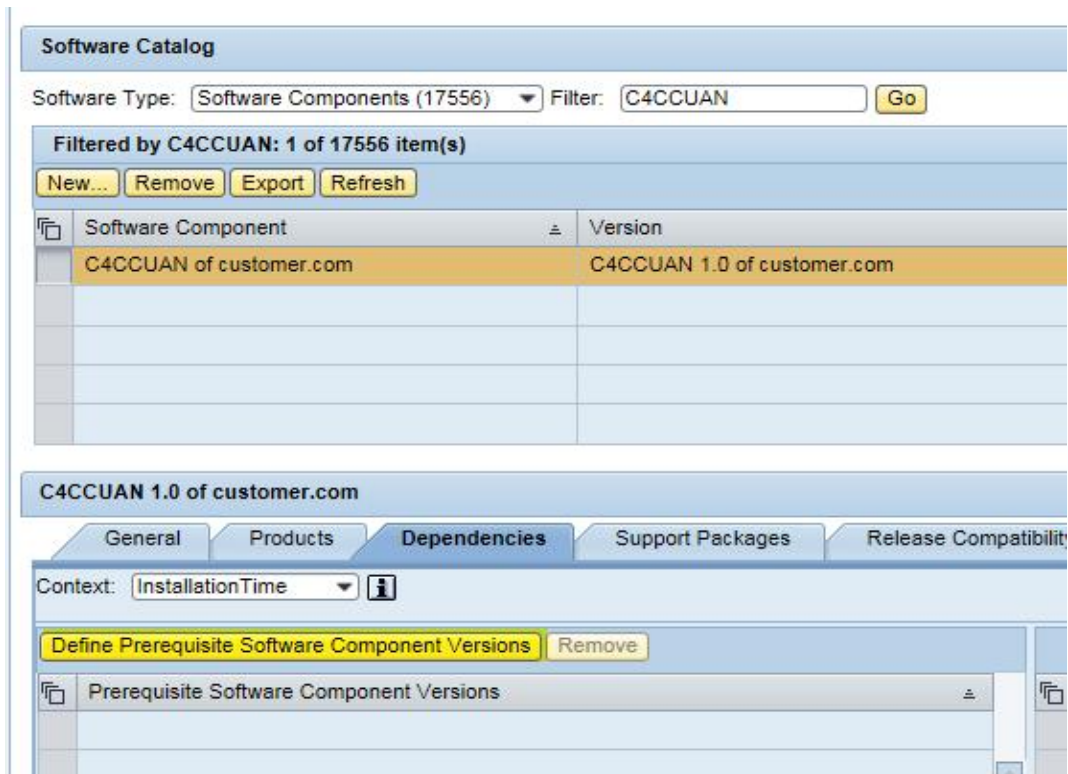 Software Catalog
Software Type: Software Components (17556) Filter: C4CCUAN Go
Filtered by C4CCUAN: 1 of 17556 item(s)
New... Remove Export Refresh
Software Component Version
C4CCUAN of customer.com C4CCUAN 1.0 of customer.com
C4CCUAN 1.0 of customer.com
General Products Dependencies Support Packages Release Compatibility
Context: InstallationTime
Define Prerequisite Software Component Versions Remove
Prerequisite Software Component Versions